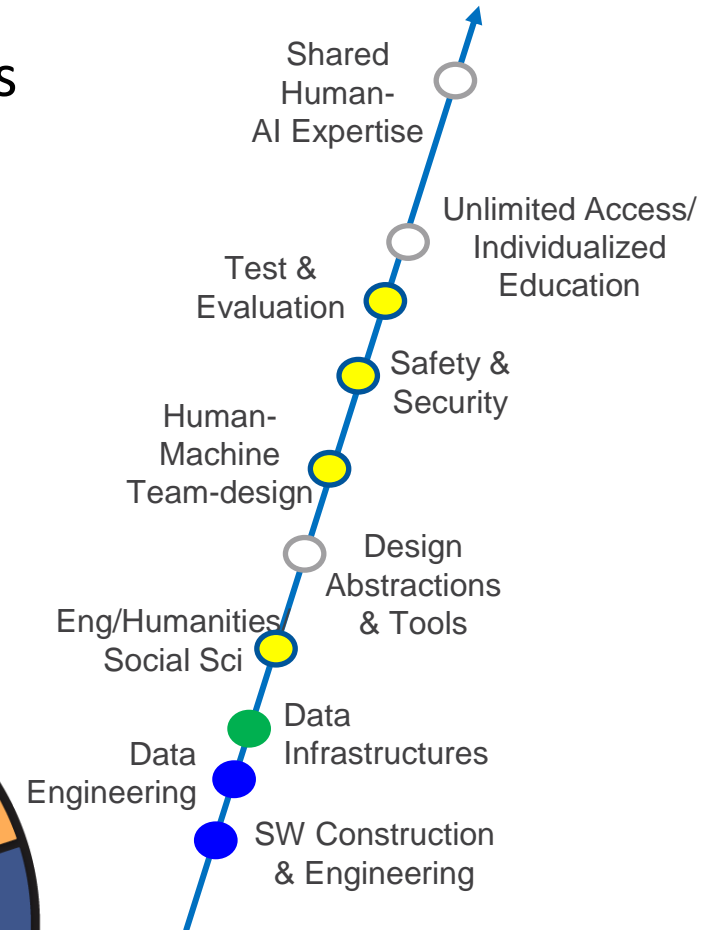 s
Shared
Human-
AI Expertise
Unlimited Access/
Individualized
Education
Test &
Evaluation
Safety &
Security
Human-
Machine
Team-design
Design
Abstractions
& Tools
Eng/Humanities/
Social Sci
Data
Infrastructures
Data
Engineering
SW Construction
& Engineering